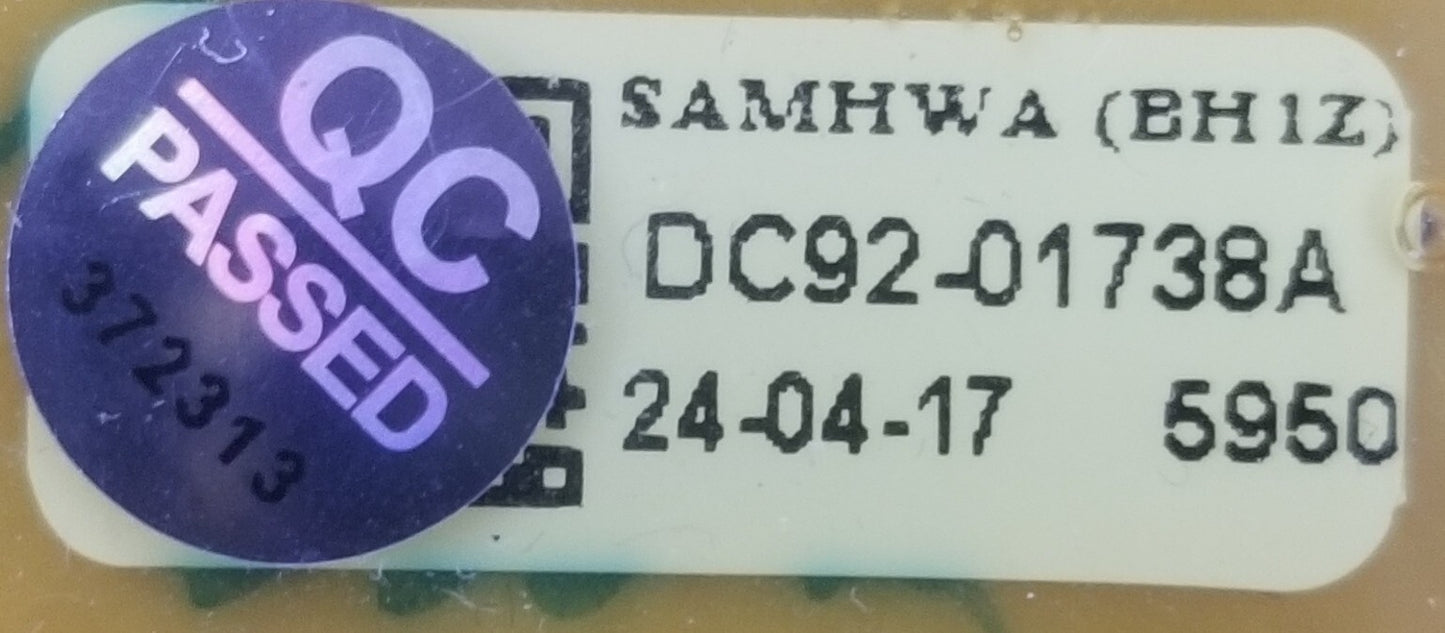 QC
PASSED
372313
SAMHWA (BH1Z)
DC92-01738A
24-04-17 5950